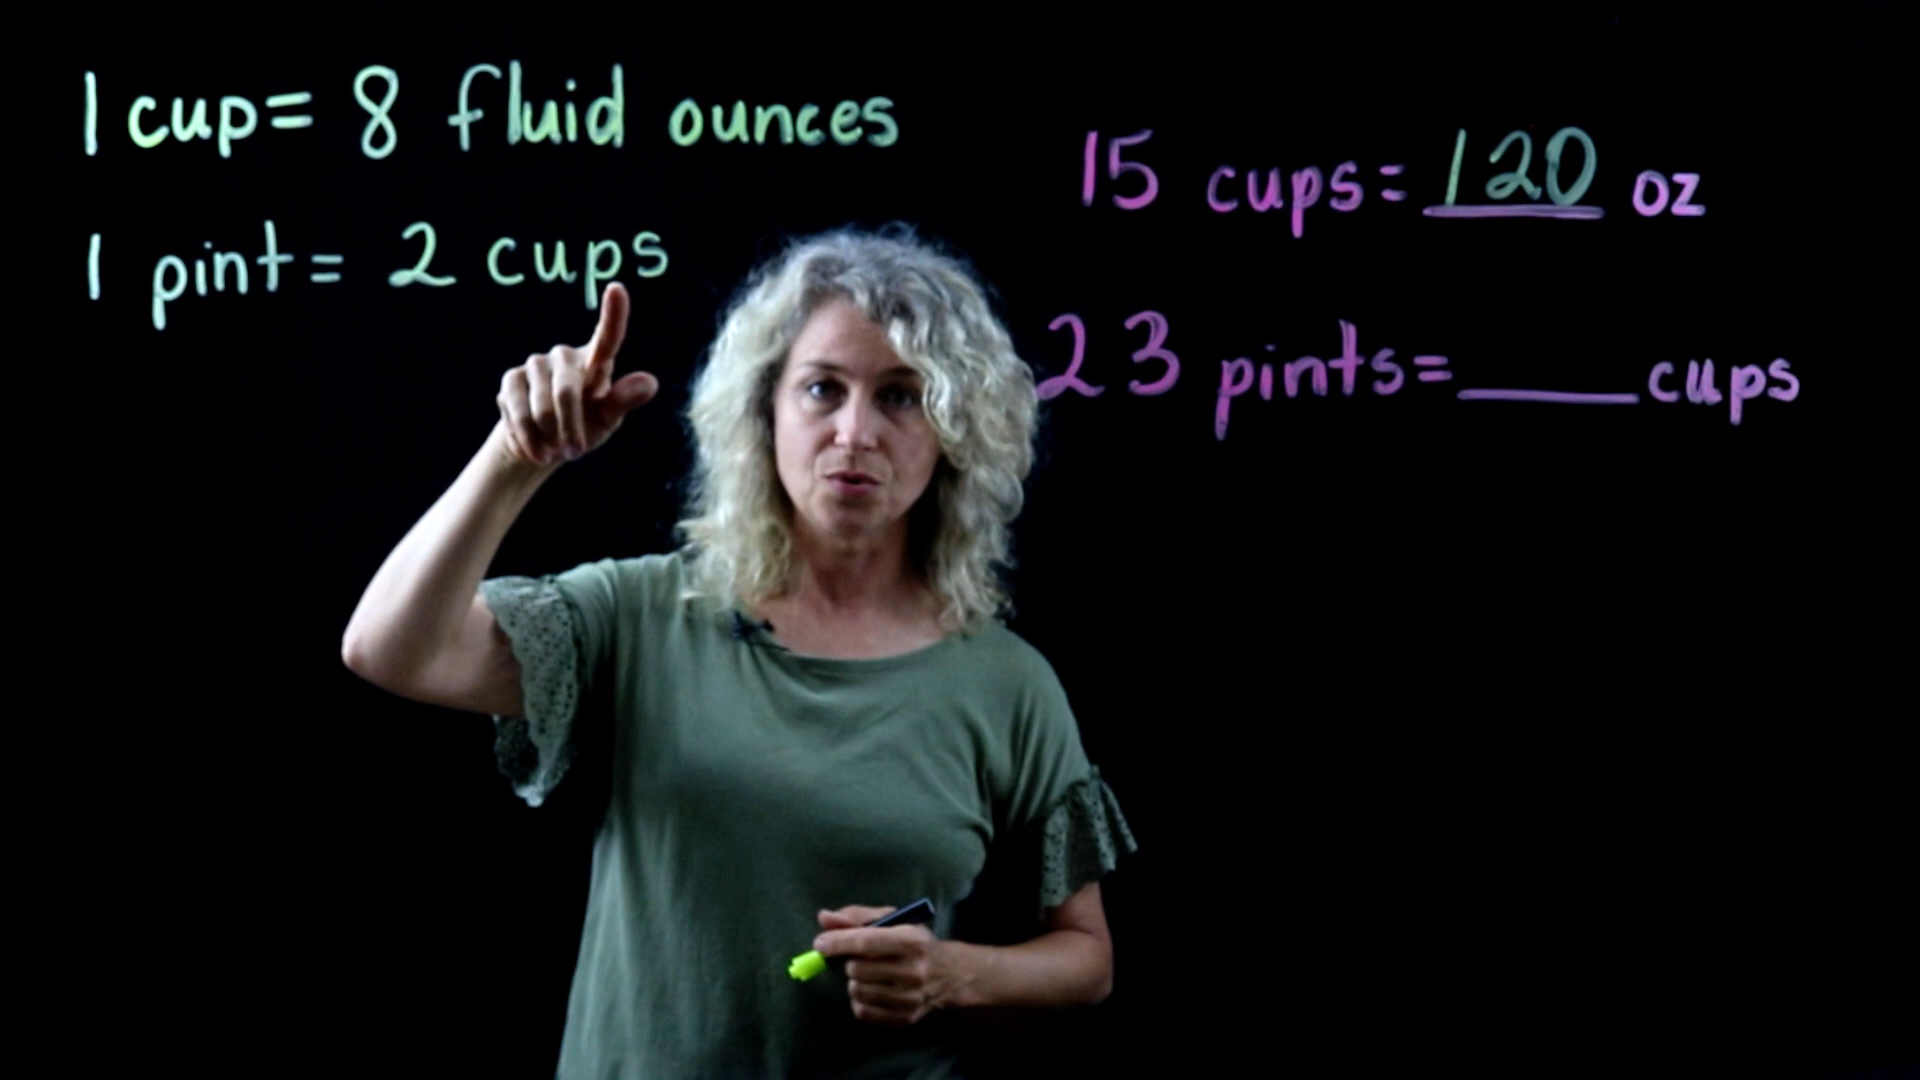 1 cup = 8 fluid ounces
1 pint = 2 cups
15 cups = 120 oz
23 pints = ____ cups